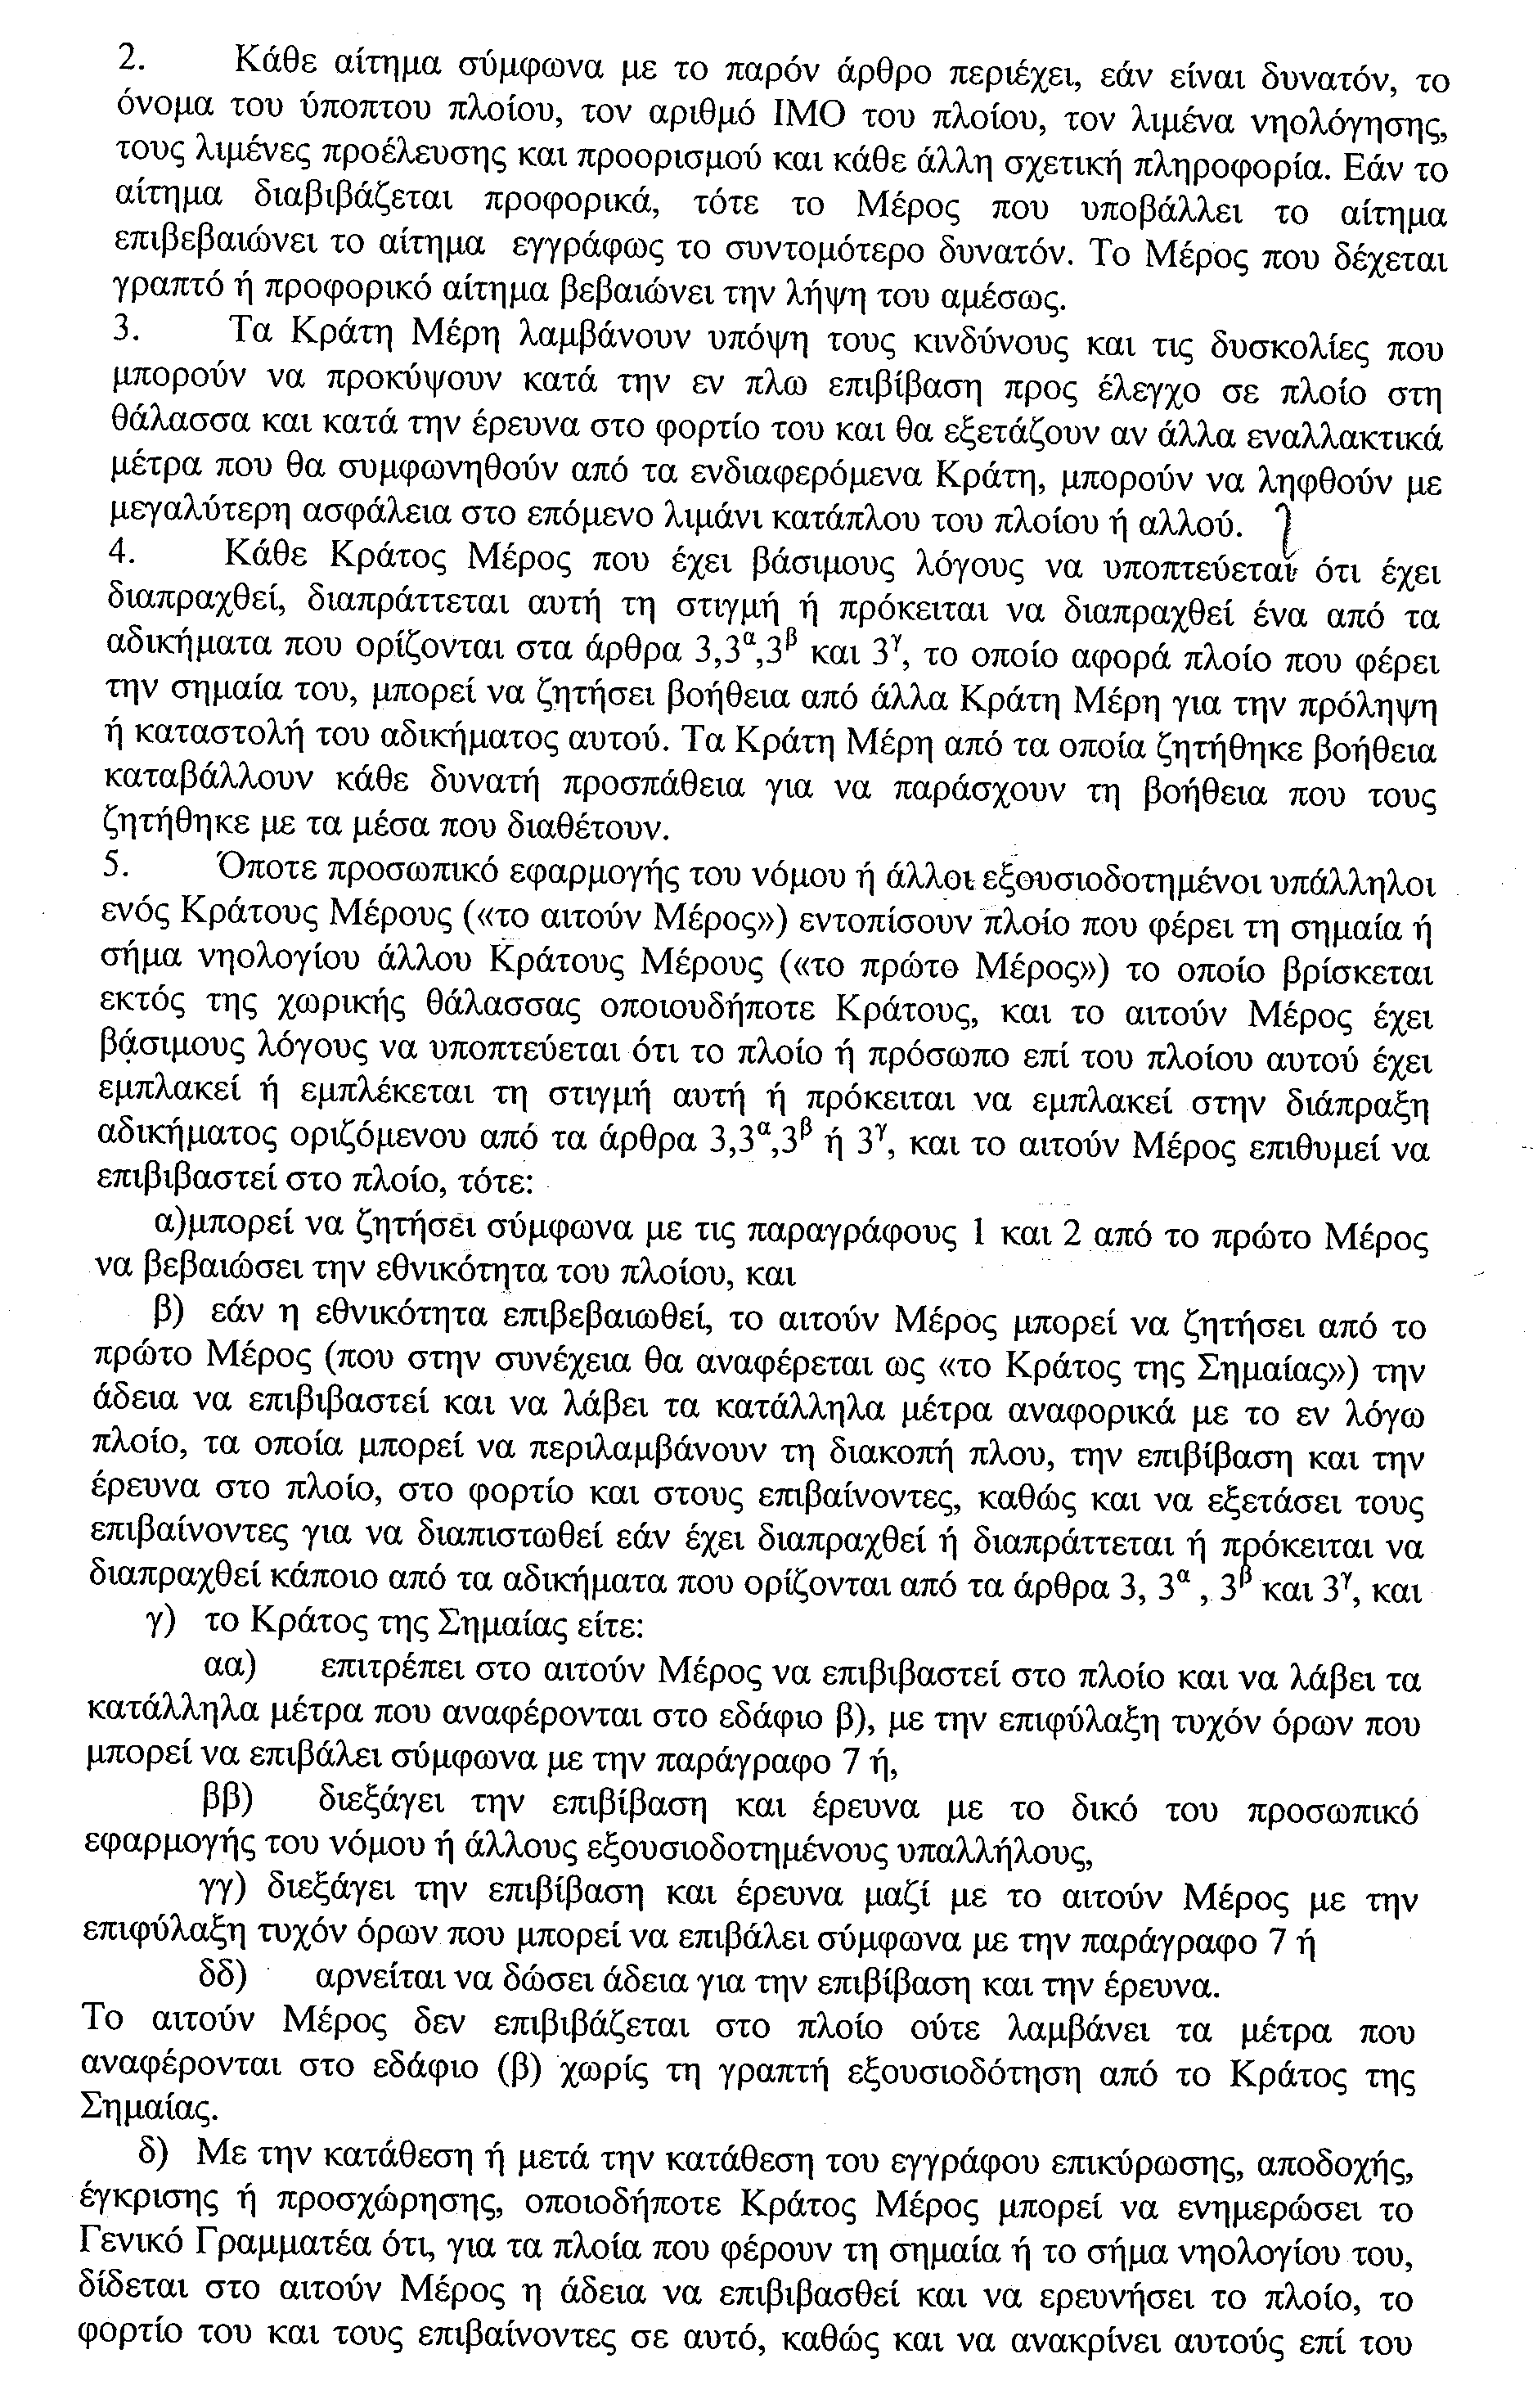 2. Κάθε αίτημα σύμφωνα με το παρόν άρθρο περιέχει, εάν είναι δυνατόν, το
όνομα του ύποπτου πλοίου, τον αριθμό ΙΜΟ του πλοίου, τον λιμένα νηολόγησης,
τους λιμένες προέλευσης και προορισμού και κάθε άλλη σχετική πληροφορία. Εάν το
αίτημα διαβιβάζεται προφορικά, τότε το Μέρος που υποβάλλει το αίτημα
επιβεβαιώνει το αίτημα εγγράφως το συντομότερο δυνατόν. Το Μέρος που δέχεται
γραπτό ή προφορικό αίτημα βεβαιώνει την λήψη του αμέσως.
3. Τα Κράτη Μέρη λαμβάνουν υπόψη τους κινδύνους και τις δυσκολίες που
μπορούν να προκύψουν κατά την εν πλω επιβίβαση προς έλεγχο σε πλοίο στη
θάλασσα και κατά την έρευνα στο φορτίο του και θα εξετάζουν αν άλλα εναλλακτικά
μέτρα που θα συμφωνηθούν από τα ενδιαφερόμενα Κράτη, μπορούν να ληφθούν με
μεγαλύτερη ασφάλεια στο επόμενο λιμάνι κατάπλου του πλοίου ή αλλού.
4. Κάθε Κράτος Μέρος που έχει βάσιμους λόγους να υποπτεύεται ότι έχει
διαπραχθεί, διαπράττεται αυτή τη στιγμή ή πρόκειται να διαπραχθεί ένα από τα
αδικήματα που ορίζονται στα άρθρα 3,3<sup>α</sup>,3<sup>β</sup> και 3<sup>γ</sup>, το οποίο αφορά πλοίο που φέρει
την σημαία του, μπορεί να ζητήσει βοήθεια από άλλα Κράτη Μέρη για την πρόληψη
ή καταστολή του αδικήματος αυτού. Τα Κράτη Μέρη από τα οποία ζητήθηκε βοήθεια
καταβάλλουν κάθε δυνατή προσπάθεια για να παράσχουν τη βοήθεια που τους
ζητήθηκε με τα μέσα που διαθέτουν.
5. Όποτε προσωπικό εφαρμογής του νόμου ή άλλοι εξουσιοδοτημένοι υπάλληλοι
ενός Κράτους Μέρους («το αιτούν Μέρος») εντοπίσουν πλοίο που φέρει τη σημαία ή
σήμα νηολογίου άλλου Κράτους Μέρους («το πρώτο Μέρος») το οποίο βρίσκεται
εκτός της χωρικής θάλασσας οποιουδήποτε Κράτους, και το αιτούν Μέρος έχει
βάσιμους λόγους να υποπτεύεται ότι το πλοίο ή πρόσωπο επί του πλοίου αυτού έχει
εμπλακεί ή εμπλέκεται τη στιγμή αυτή ή πρόκειται να εμπλακεί στην διάπραξη
αδικήματος οριζόμενου από τα άρθρα 3,3<sup>α</sup>,3<sup>β</sup> ή 3<sup>γ</sup>, και το αιτούν Μέρος επιθυμεί να
επιβιβαστεί στο πλοίο, τότε:
α)μπορεί να ζητήσει σύμφωνα με τις παραγράφους 1 και 2 από το πρώτο Μέρος
να βεβαιώσει την εθνικότητα του πλοίου, και
β) εάν η εθνικότητα επιβεβαιωθεί, το αιτούν Μέρος μπορεί να ζητήσει από το
πρώτο Μέρος (που στην συνέχεια θα αναφέρεται ως «το Κράτος της Σημαίας») την
άδεια να επιβιβαστεί και να λάβει τα κατάλληλα μέτρα αναφορικά με το εν λόγω
πλοίο, τα οποία μπορεί να περιλαμβάνουν τη διακοπή πλου, την επιβίβαση και την
έρευνα στο πλοίο, στο φορτίο και στους επιβαίνοντες, καθώς και να εξετάσει τους
επιβαίνοντες για να διαπιστωθεί εάν έχει διαπραχθεί ή διαπράττεται ή πρόκειται να
διαπραχθεί κάποιο από τα αδικήματα που ορίζονται από τα άρθρα 3, 3<sup>α</sup> , 3<sup>β</sup> και 3<sup>γ</sup>, και
γ) το Κράτος της Σημαίας είτε:
αα) επιτρέπει στο αιτούν Μέρος να επιβιβαστεί στο πλοίο και να λάβει τα
κατάλληλα μέτρα που αναφέρονται στο εδάφιο β), με την επιφύλαξη τυχόν όρων που
μπορεί να επιβάλει σύμφωνα με την παράγραφο 7 ή,
ββ) διεξάγει την επιβίβαση και έρευνα με το δικό του προσωπικό
εφαρμογής του νόμου ή άλλους εξουσιοδοτημένους υπαλλήλους,
γγ) διεξάγει την επιβίβαση και έρευνα μαζί με το αιτούν Μέρος με την
επιφύλαξη τυχόν όρων που μπορεί να επιβάλει σύμφωνα με την παράγραφο 7 ή
δδ) αρνείται να δώσει άδεια για την επιβίβαση και την έρευνα.
Το αιτούν Μέρος δεν επιβιβάζεται στο πλοίο ούτε λαμβάνει τα μέτρα που
αναφέρονται στο εδάφιο (β) χωρίς τη γραπτή εξουσιοδότηση από το Κράτος της
Σημαίας.
δ) Με την κατάθεση ή μετά την κατάθεση του εγγράφου επικύρωσης, αποδοχής,
έγκρισης ή προσχώρησης, οποιοδήποτε Κράτος Μέρος μπορεί να ενημερώσει το
Γενικό Γραμματέα ότι, για τα πλοία που φέρουν τη σημαία ή το σήμα νηολογίου του,
δίδεται στο αιτούν Μέρος η άδεια να επιβιβασθεί και να ερευνήσει το πλοίο, το
φορτίο του και τους επιβαίνοντες σε αυτό, καθώς και να ανακρίνει αυτούς επί του